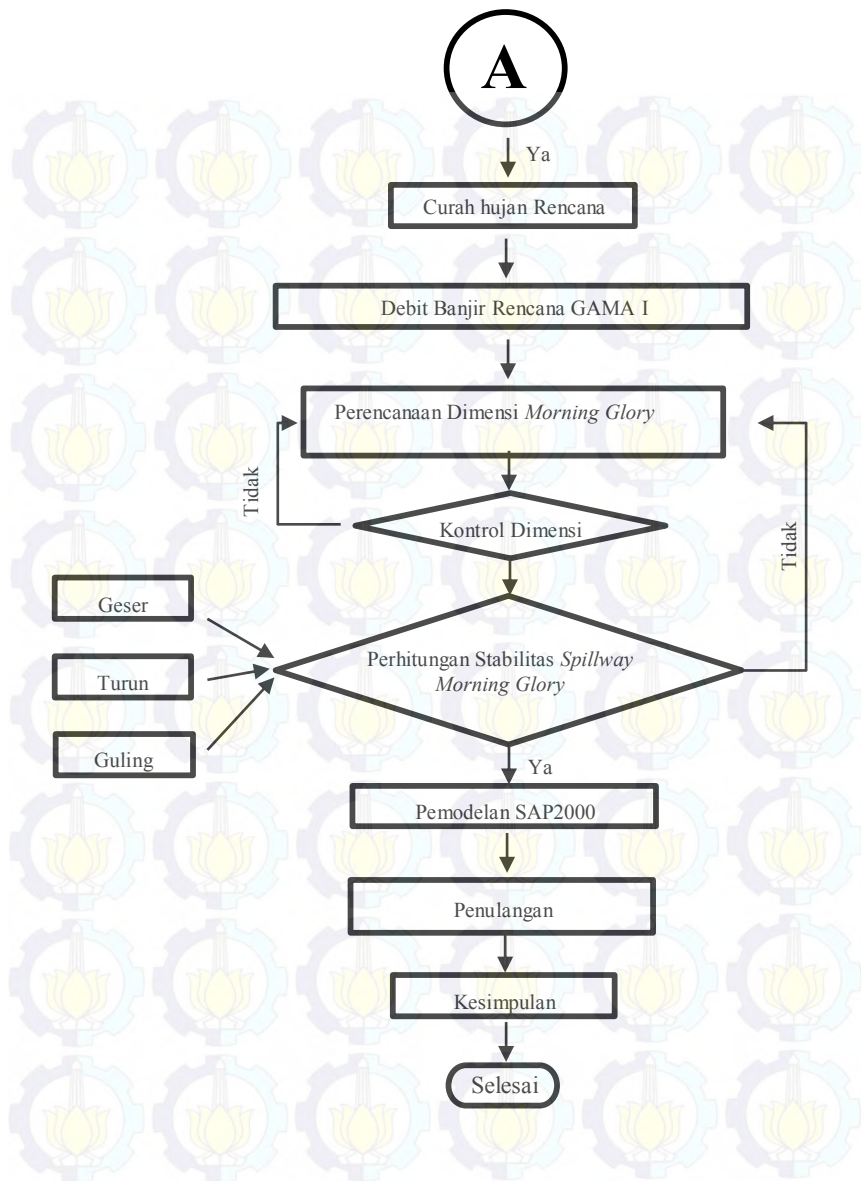 A
Ya
Curah hujan Rencana
Debit Banjir Rencana GAMA I
Perencanaan Dimensi Morning Glory
Tidak
Kontrol Dimensi
Tidak
Geser
Turun
Guling
Perhitungan Stabilitas Spillway
Morning Glory
Ya
Pemodelan SAP2000
Penulangan
Kesimpulan
Selesai